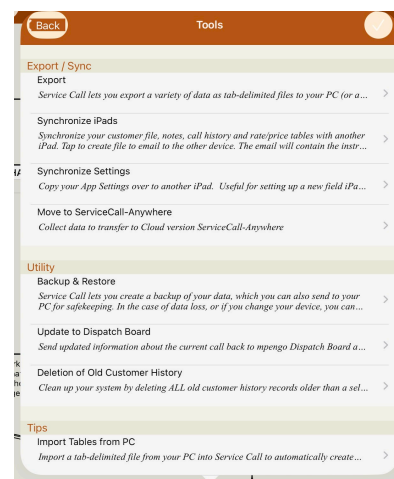 Back
Tools
Export / Sync
Export
Service Call lets you export a variety of data as tab-delimited files to your PC (or a…
Synchronize iPads
Synchronize your customer file, notes, call history and rate/price tables with another
iPad. Tap to create file to email to the other device. The email will contain the instr…
Synchronize Settings
Copy your App Settings over to another iPad.  Useful for setting up a new field iPa…
Move to ServiceCall-Anywhere
Collect data to transfer to Cloud version ServiceCall-Anywhere
Utility
Backup & Restore
Service Call lets you create a backup of your data, which you can also send to your
PC for safekeeping. In the case of data loss, or if you change your device, you can…
Update to Dispatch Board
Send updated information about the current call back to mpengo Dispatch Board a…
Deletion of Old Customer History
Clean up your system by deleting ALL old customer history records older than a sel…
Tips
Import Tables from PC
Import a tab-delimited file from your PC into Service Call to automatically create…